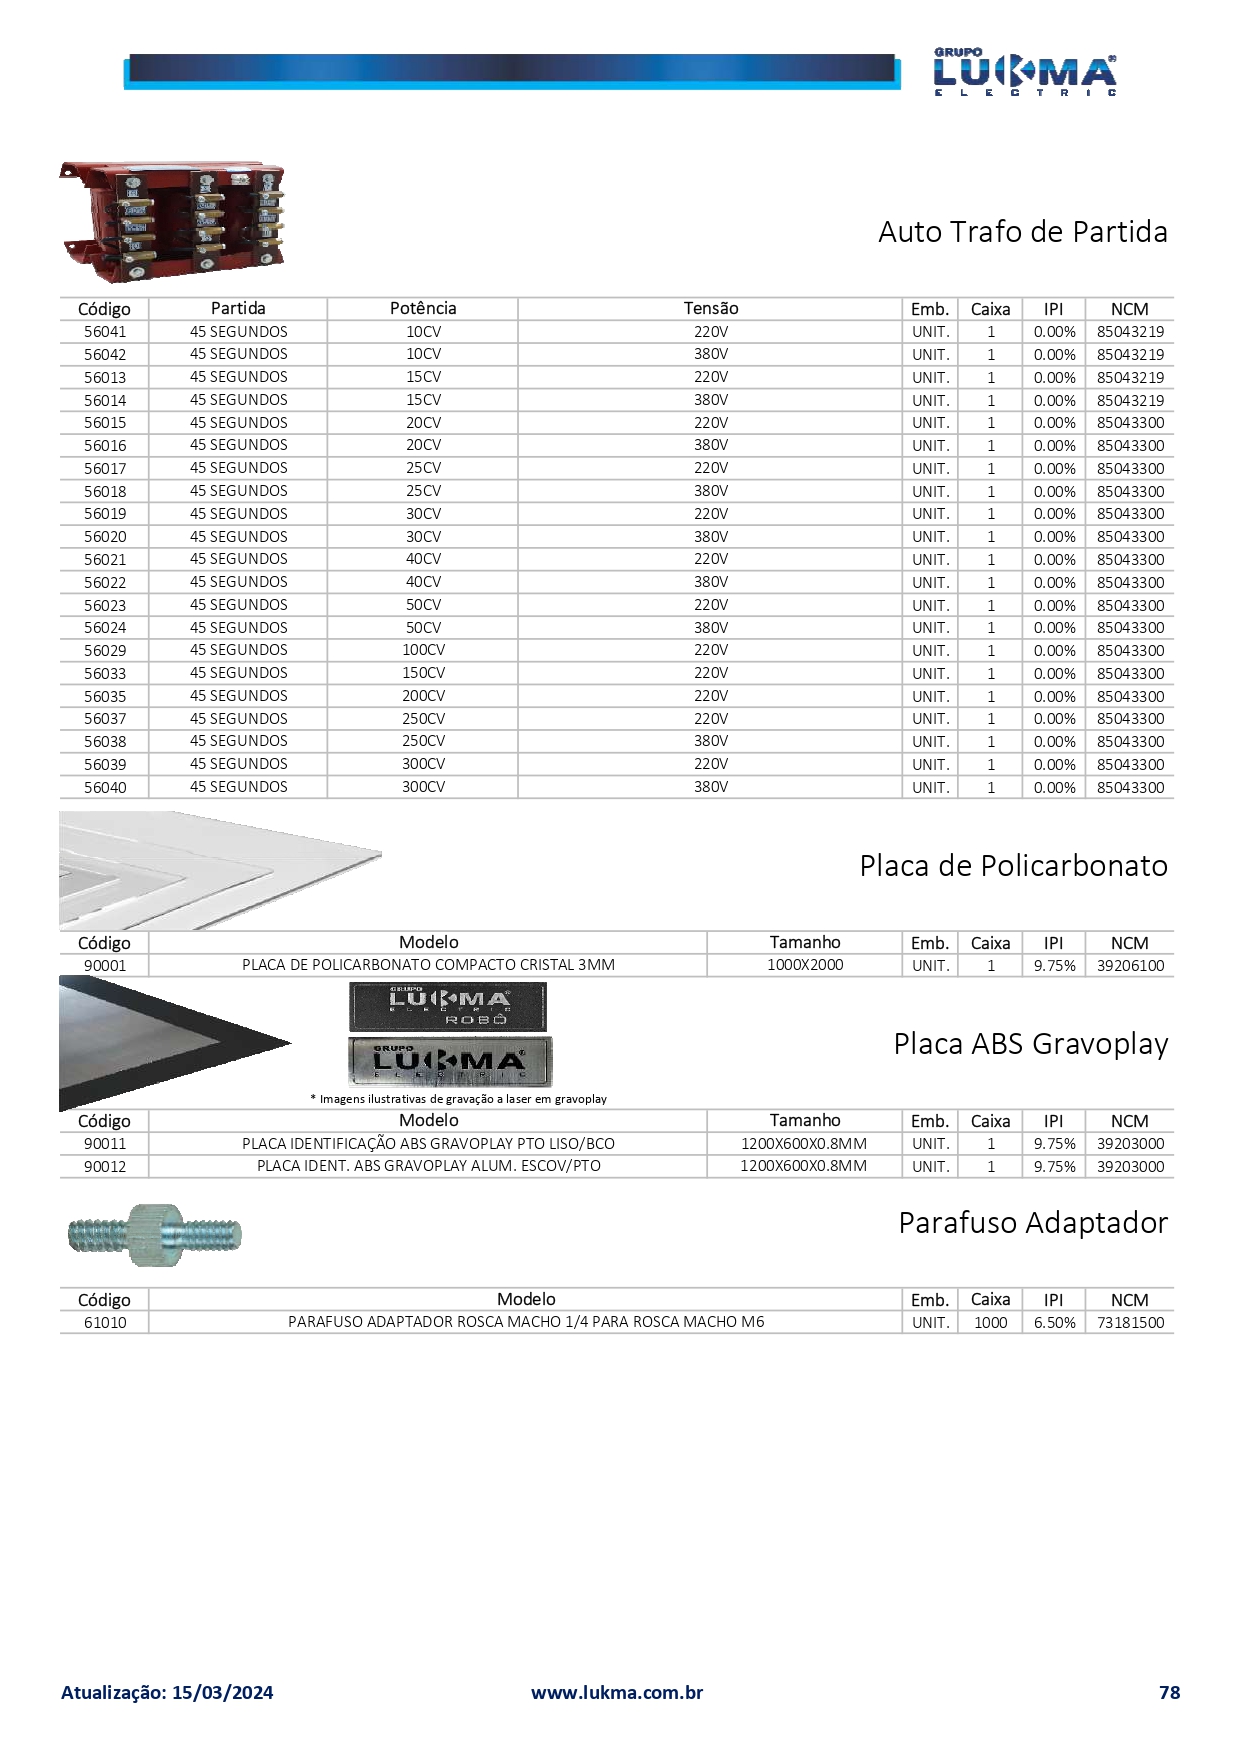 GRUPO
LUKMA
ELECTRIC
Auto Trafo de Partida
Código Partida Potência Tensão Emb. Caixa IPI NCM
56041 45 SEGUNDOS 10CV 220V UNIT. 1 0.00% 85043219
56042 45 SEGUNDOS 10CV 380V UNIT. 1 0.00% 85043219
56013 45 SEGUNDOS 15CV 220V UNIT. 1 0.00% 85043219
56014 45 SEGUNDOS 15CV 380V UNIT. 1 0.00% 85043219
56015 45 SEGUNDOS 20CV 220V UNIT. 1 0.00% 85043300
56016 45 SEGUNDOS 20CV 380V UNIT. 1 0.00% 85043300
56017 45 SEGUNDOS 25CV 220V UNIT. 1 0.00% 85043300
56018 45 SEGUNDOS 25CV 380V UNIT. 1 0.00% 85043300
56019 45 SEGUNDOS 30CV 220V UNIT. 1 0.00% 85043300
56020 45 SEGUNDOS 30CV 380V UNIT. 1 0.00% 85043300
56021 45 SEGUNDOS 40CV 220V UNIT. 1 0.00% 85043300
56022 45 SEGUNDOS 40CV 380V UNIT. 1 0.00% 85043300
56023 45 SEGUNDOS 50CV 220V UNIT. 1 0.00% 85043300
56024 45 SEGUNDOS 50CV 380V UNIT. 1 0.00% 85043300
56029 45 SEGUNDOS 100CV 220V UNIT. 1 0.00% 85043300
56033 45 SEGUNDOS 150CV 220V UNIT. 1 0.00% 85043300
56035 45 SEGUNDOS 200CV 220V UNIT. 1 0.00% 85043300
56037 45 SEGUNDOS 250CV 220V UNIT. 1 0.00% 85043300
56038 45 SEGUNDOS 250CV 380V UNIT. 1 0.00% 85043300
56039 45 SEGUNDOS 300CV 220V UNIT. 1 0.00% 85043300
56040 45 SEGUNDOS 300CV 380V UNIT. 1 0.00% 85043300
Placa de Policarbonato
Código Modelo Tamanho Emb. Caixa IPI NCM
90001 PLACA DE POLICARBONATO COMPACTO CRISTAL 3MM 1000X2000 UNIT. 1 9.75% 39206100
GRUPO
LUKMA
ELECTRIC
ROBÔ
GRUPO
LUKMA
ELECTRIC
Placa ABS Gravoplay
* Imagens ilustrativas de gravação a laser em gravoplay
Código Modelo Tamanho Emb. Caixa IPI NCM
90011 PLACA IDENTIFICAÇÃO ABS GRAVOPLAY PTO LISO/BCO 1200X600X0.8MM UNIT. 1 9.75% 39203000
90012 PLACA IDENT. ABS GRAVOPLAY ALUM. ESCOV/PTO 1200X600X0.8MM UNIT. 1 9.75% 39203000
Parafuso Adaptador
Código Modelo Emb. Caixa IPI NCM
61010 PARAFUSO ADAPTADOR ROSCA MACHO 1/4 PARA ROSCA MACHO M6 UNIT. 1000 6.50% 73181500
Atualização: 15/03/2024 www.lukma.com.br 78